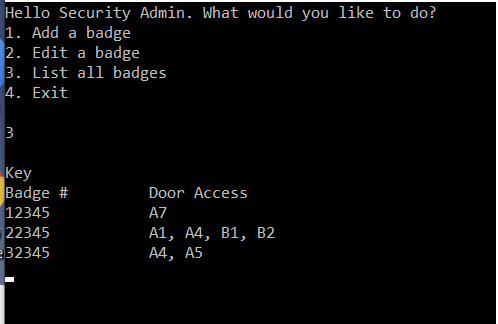 Hello Security Admin. What would you like to do?
1. Add a badge
2. Edit a badge
3. List all badges
4. Exit
3
Key
Badge # Door Access
12345 A7
22345 A1, A4, B1, B2
32345 A4, A5